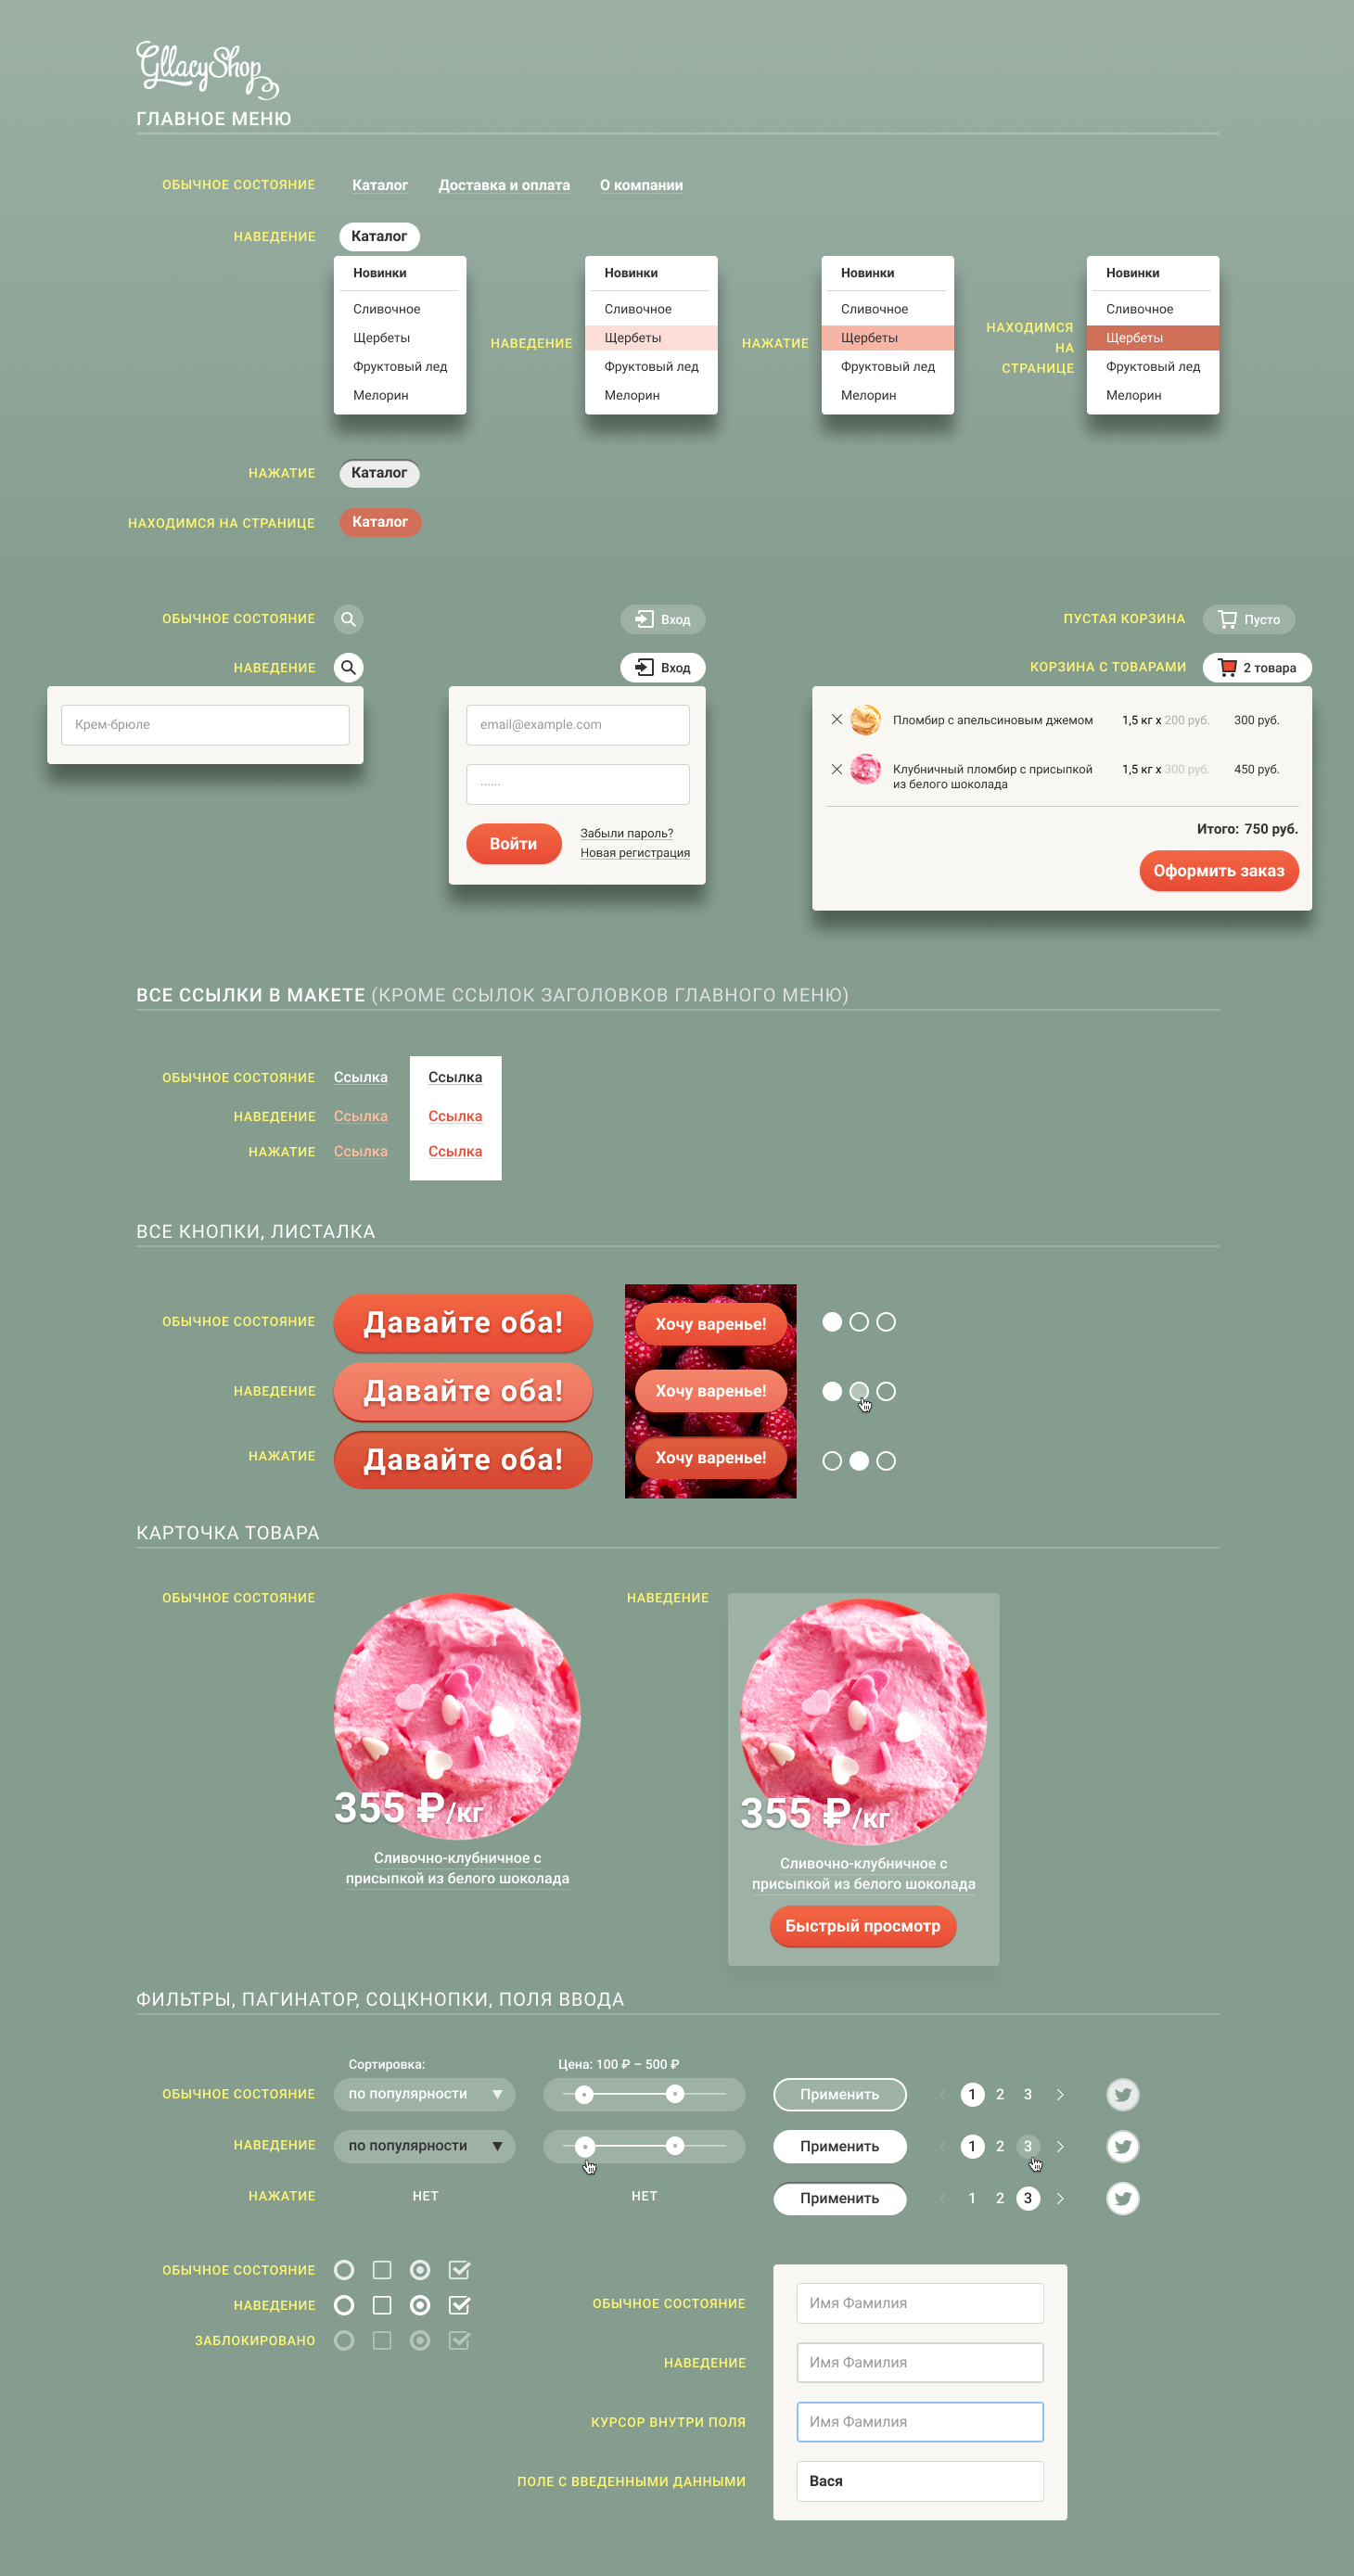 GllacyShop
ГЛАВНОЕ МЕНЮ
ОБЫЧНОЕ СОСТОЯНИЕ Каталог Доставка и оплата О компании
НАВЕДЕНИЕ Каталог
Новинки
Сливочное
Щербеты
Фруктовый лед
Мелорин
НАВЕДЕНИЕ
Новинки
Сливочное
Щербеты
Фруктовый лед
Мелорин
НАЖАТИЕ
Новинки
Сливочное
Щербеты
Фруктовый лед
Мелорин
НАХОДИМСЯ
НА
СТРАНИЦЕ
Новинки
Сливочное
Щербеты
Фруктовый лед
Мелорин
НАЖАТИЕ Каталог
НАХОДИМСЯ НА СТРАНИЦЕ Каталог
ОБЫЧНОЕ СОСТОЯНИЕ Вход ПУСТАЯ КОРЗИНА Пусто
НАВЕДЕНИЕ Вход КОРЗИНА С ТОВАРАМИ 2 товара
Крем-брюле
email@example.com
......
Войти
Забыли пароль?
Новая регистрация
Пломбир с апельсиновым джемом 1,5 кг х 200 руб. 300 руб.
Клубничный пломбир с присыпкой 1,5 кг х 300 руб. 450 руб.
из белого шоколада
Итого: 750 руб.
Оформить заказ
ВСЕ ССЫЛКИ В МАКЕТЕ (КРОМЕ ССЫЛОК ЗАГОЛОВКОВ ГЛАВНОГО МЕНЮ)
ОБЫЧНОЕ СОСТОЯНИЕ Ссылка Ссылка
НАВЕДЕНИЕ Ссылка Ссылка
НАЖАТИЕ Ссылка Ссылка
ВСЕ КНОПКИ, ЛИСТАЛКА
ОБЫЧНОЕ СОСТОЯНИЕ Давайте оба! Хочу варенье!
НАВЕДЕНИЕ Давайте оба! Хочу варенье!
НАЖАТИЕ Давайте оба! Хочу варенье!
КАРТОЧКА ТОВАРА
ОБЫЧНОЕ СОСТОЯНИЕ
355 ₽/кг
Сливочно-клубничное с
присыпкой из белого шоколада
НАВЕДЕНИЕ
355 ₽/кг
Сливочно-клубничное с
присыпкой из белого шоколада
Быстрый просмотр
ФИЛЬТРЫ, ПАГИНАТОР, СОЦКНОПКИ, ПОЛЯ ВВОДА
Сортировка: Цена: 100 ₽ – 500 ₽
ОБЫЧНОЕ СОСТОЯНИЕ по популярности Применить 1 2 3
НАВЕДЕНИЕ по популярности Применить 1 2 3
НАЖАТИЕ НЕТ НЕТ Применить 1 2 3
ОБЫЧНОЕ СОСТОЯНИЕ
НАВЕДЕНИЕ
ЗАБЛОКИРОВАНО
ОБЫЧНОЕ СОСТОЯНИЕ Имя Фамилия
НАВЕДЕНИЕ Имя Фамилия
КУРСОР ВНУТРИ ПОЛЯ Имя Фамилия
ПОЛЕ С ВВЕДЕННЫМИ ДАННЫМИ Вася